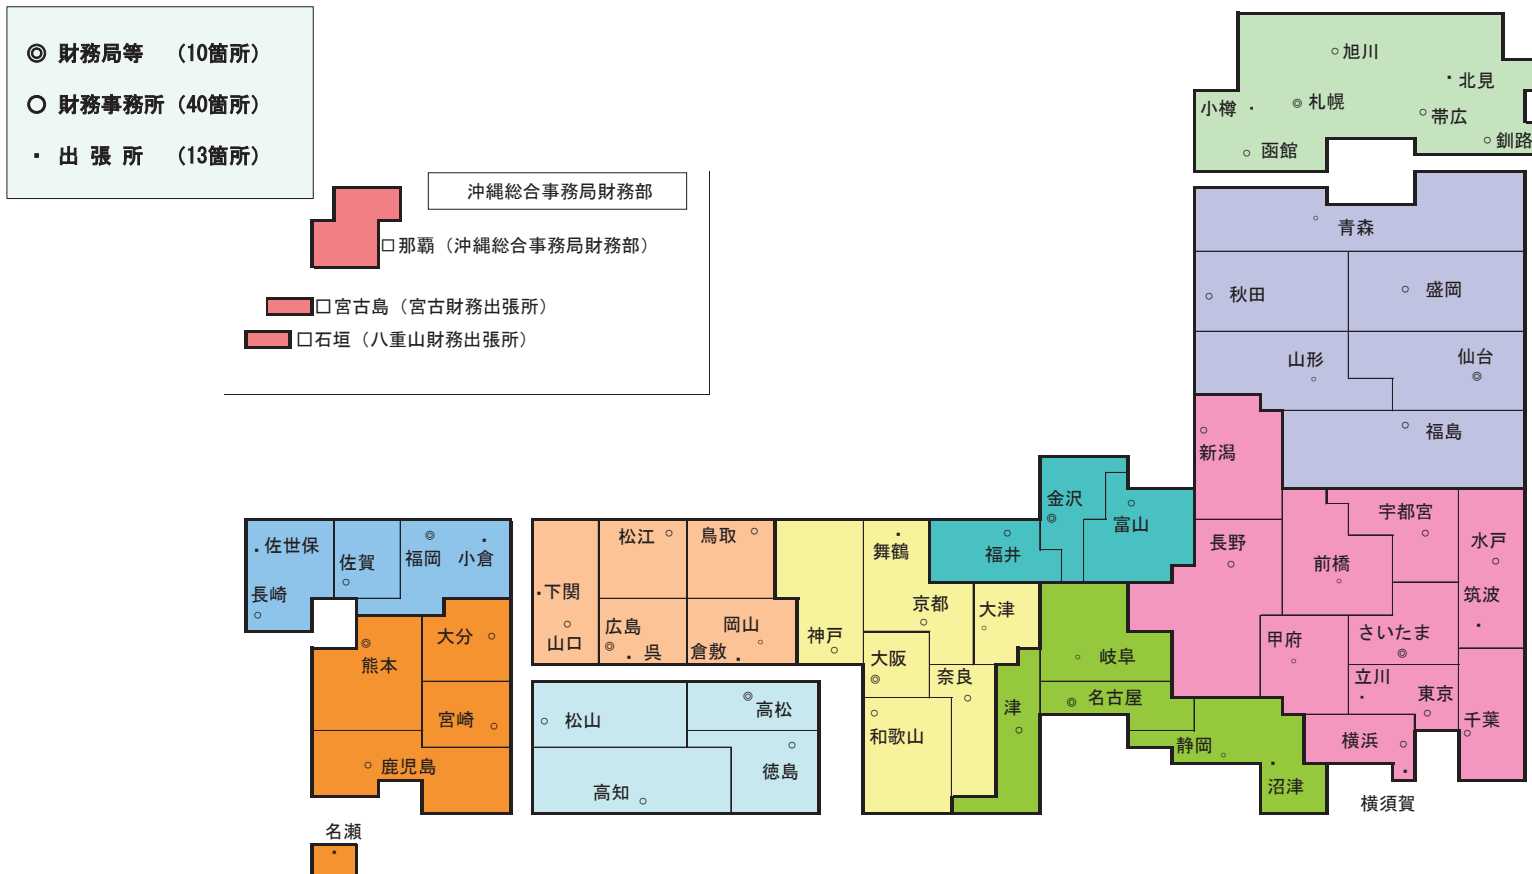 ◎ 財務局等 （10箇所）
○ 財務事務所（40箇所）
・ 出張所 （13箇所）
沖縄総合事務局財務部
□那覇（沖縄総合事務局財務部）
□宮古島（宮古財務出張所）
□石垣（八重山財務出張所）
旭川
北見
小樽
札幌
帯広
釧路
函館
青森
秋田
盛岡
山形
仙台
福島
新潟
金沢
富山
福井
長野
前橋
宇都宮
水戸
筑波
さいたま
甲府
立川
東京
千葉
横浜
横須賀
岐阜
名古屋
静岡
沼津
津
舞鶴
京都
大津
神戸
大阪
奈良
和歌山
鳥取
松江
岡山
倉敷
広島
呉
下関
山口
高松
松山
徳島
高知
佐世保
佐賀
福岡
小倉
長崎
大分
熊本
宮崎
鹿児島
名瀬